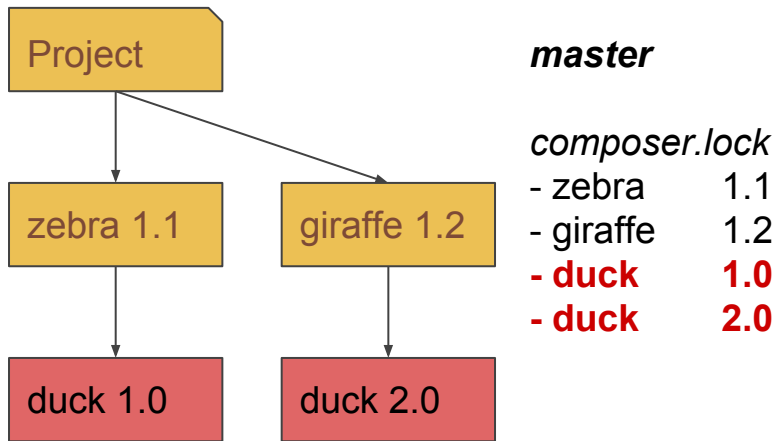 Project
master
composer.lock
zebra 1.1
giraffe 1.2
- zebra 1.1
- giraffe 1.2
- duck 1.0
- duck 2.0
duck 1.0
duck 2.0